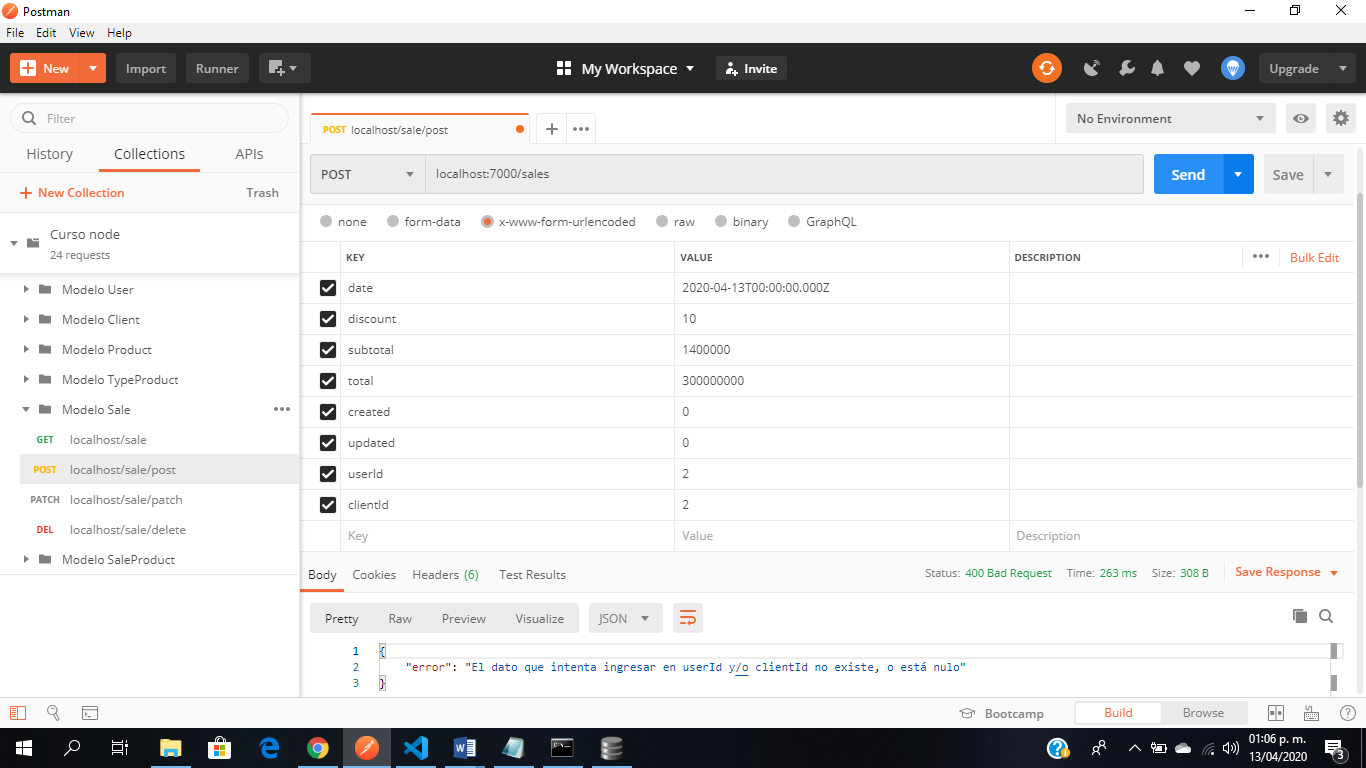 Postman
File Edit View Help
New Import Runner My Workspace Invite Upgrade
Filter
History Collections APIs
New Collection Trash
Curso node
24 requests
Modelo User
Modelo Client
Modelo Product
Modelo TypeProduct
Modelo Sale
GET localhost/sale
POST localhost/sale/post
PATCH localhost/sale/patch
DEL localhost/sale/delete
Modelo SaleProduct
POST localhost/sale/post
No Environment
POST localhost:7000/sales Send Save
none form-data x-www-form-urlencoded raw binary GraphQL
KEY VALUE DESCRIPTION Bulk Edit
date 2020-04-13T00:00:00.000Z
discount 10
subtotal 1400000
total 300000000
created 0
updated 0
userId 2
clientId 2
Key Value Description
Body Cookies Headers (6) Test Results Status: 400 Bad Request Time: 263 ms Size: 308 B Save Response
Pretty Raw Preview Visualize JSON
1 {
2 "error": "El dato que intenta ingresar en userId y/o clientId no existe, o está nulo"
3 }
Bootcamp Build Browse
01:06 p. m.
13/04/2020
3